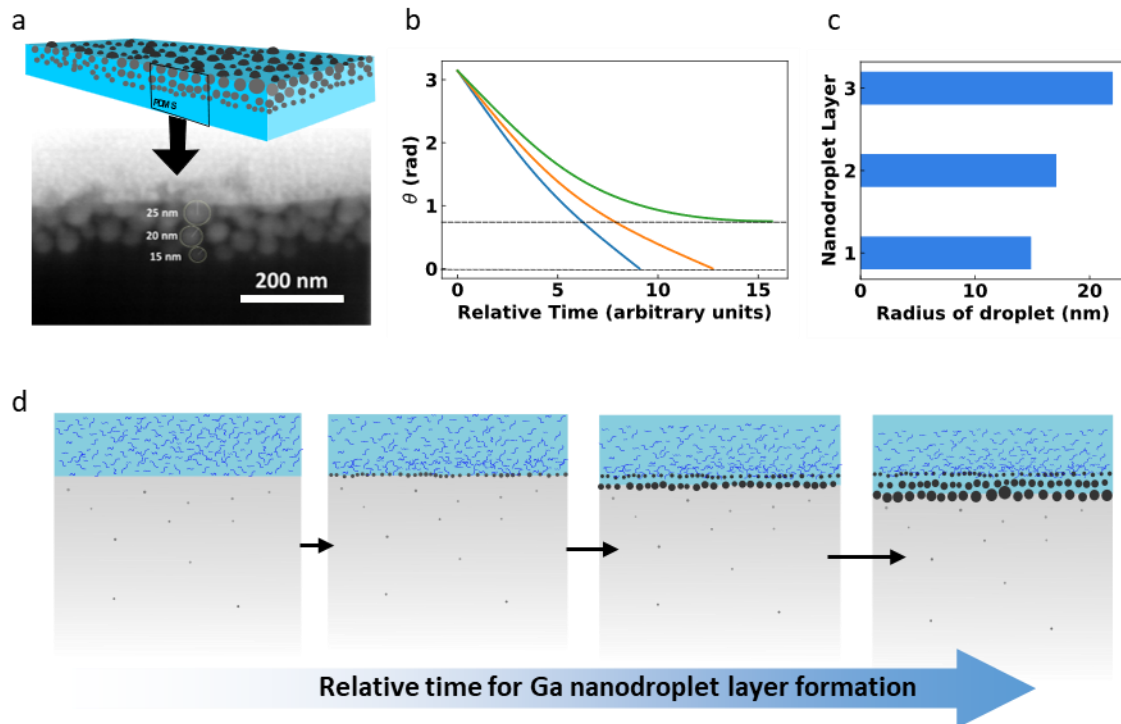 a
PDMS
25 nm
20 nm
15 nm
200 nm
b
3
2
1
0
θ (rad)
0
5
10
15
Relative Time (arbitrary units)
c
Nanodroplet Layer
3
2
1
0
10
20
Radius of droplet (nm)
d
Relative time for Ga nanodroplet layer formation